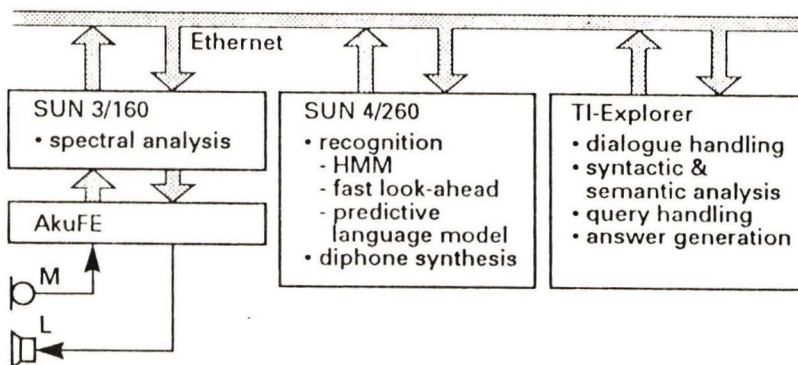 Ethernet
SUN 3/160
• spectral analysis
AkuFE
M
L
SUN 4/260
• recognition
- HMM
- fast look-ahead
- predictive
language model
• diphone synthesis
TI-Explorer
• dialogue handling
• syntactic &
semantic analysis
• query handling
• answer generation